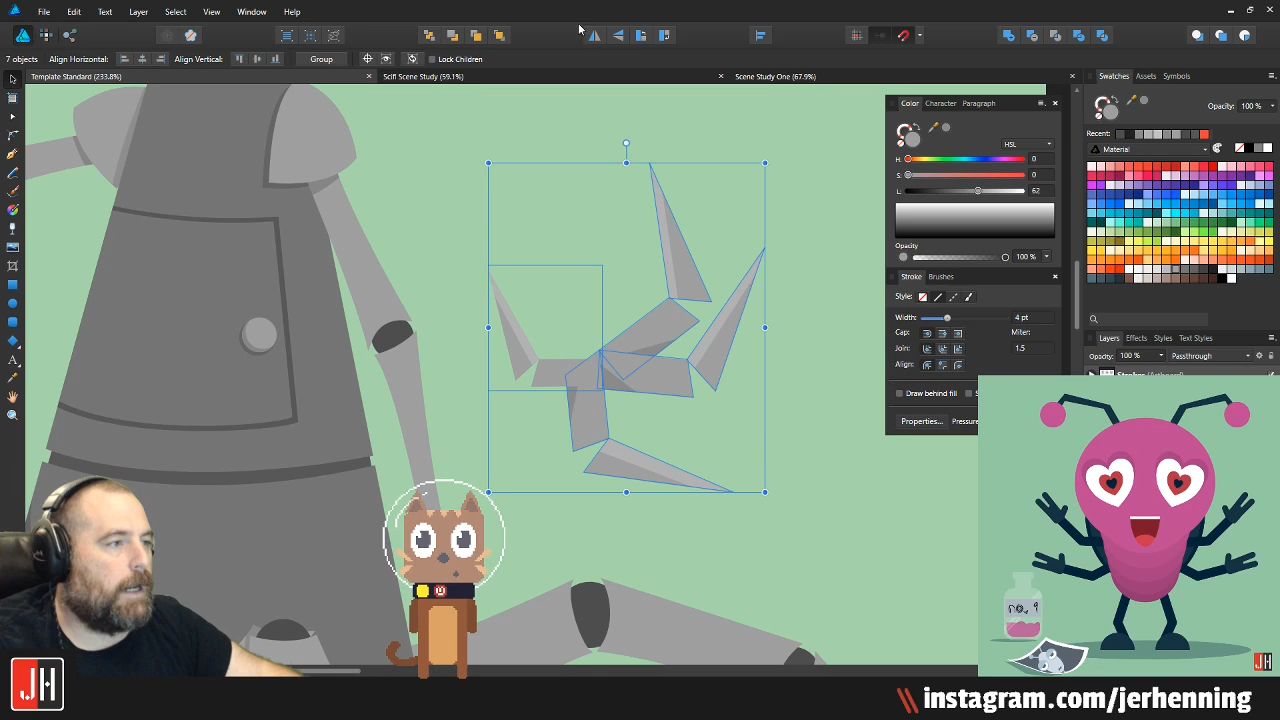 File Edit Text Layer Select View Window Help
7 objects Align Horizontal: Align Vertical: Group Lock Children
Template Standard (233.8%) Scifi Scene Study (59.1%) Scene Study One (67.9%)
Color Character Paragraph
HSL
H: 0
S: 0
L: 62
Opacity
100 %
Stroke Brushes
Style:
Width: 4 pt
Cap: Miter:
Join: 1.5
Align:
Draw behind fill
Properties... Pressure
Swatches Assets Symbols
Opacity: 100 %
Recent:
Material
Layers Effects Styles Text Styles
Opacity: 100 % Passthrough
JH
JH
instagram.com/jerhenning